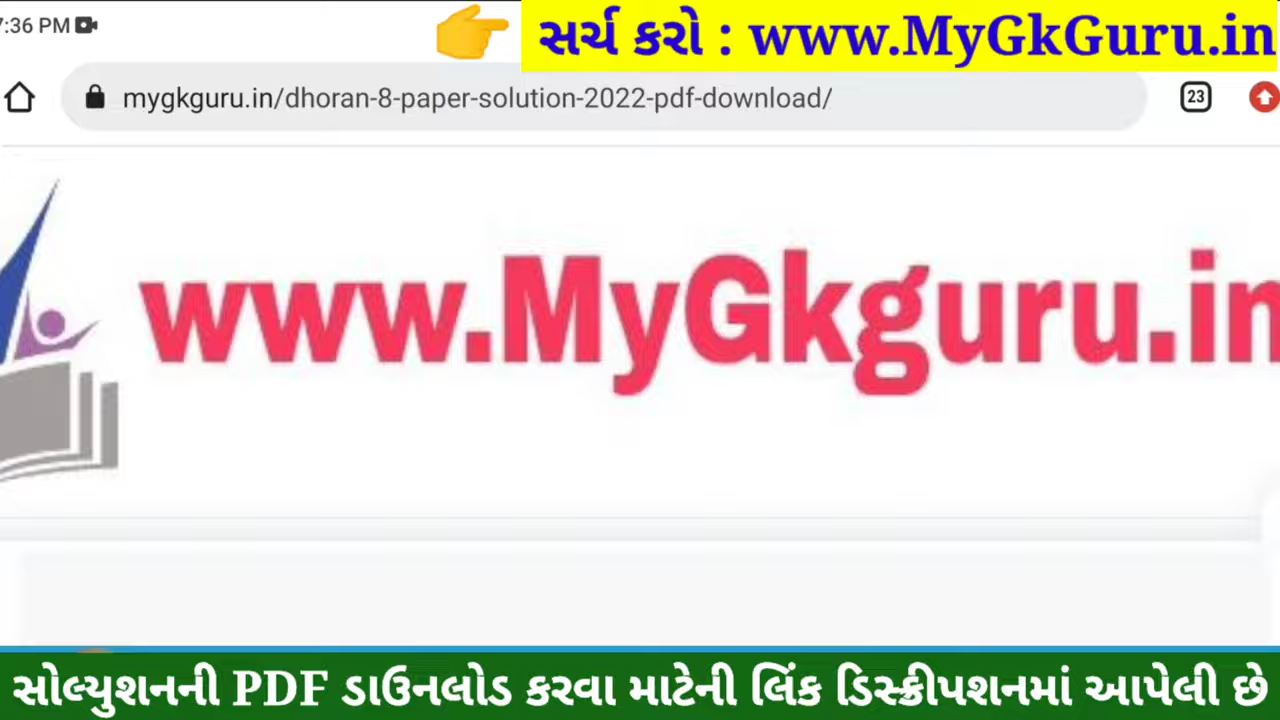 :36 PM
સર્ચ કરો : www.MyGkGuru.in
mygkguru.in/dhoran-8-paper-solution-2022-pdf-download/
23
www.MyGkguru.in
સોલ્યુશનની PDF ડાઉનલોડ કરવા માટેની લિંક ડિસ્ક્રીપશનમાં આપેલી છે